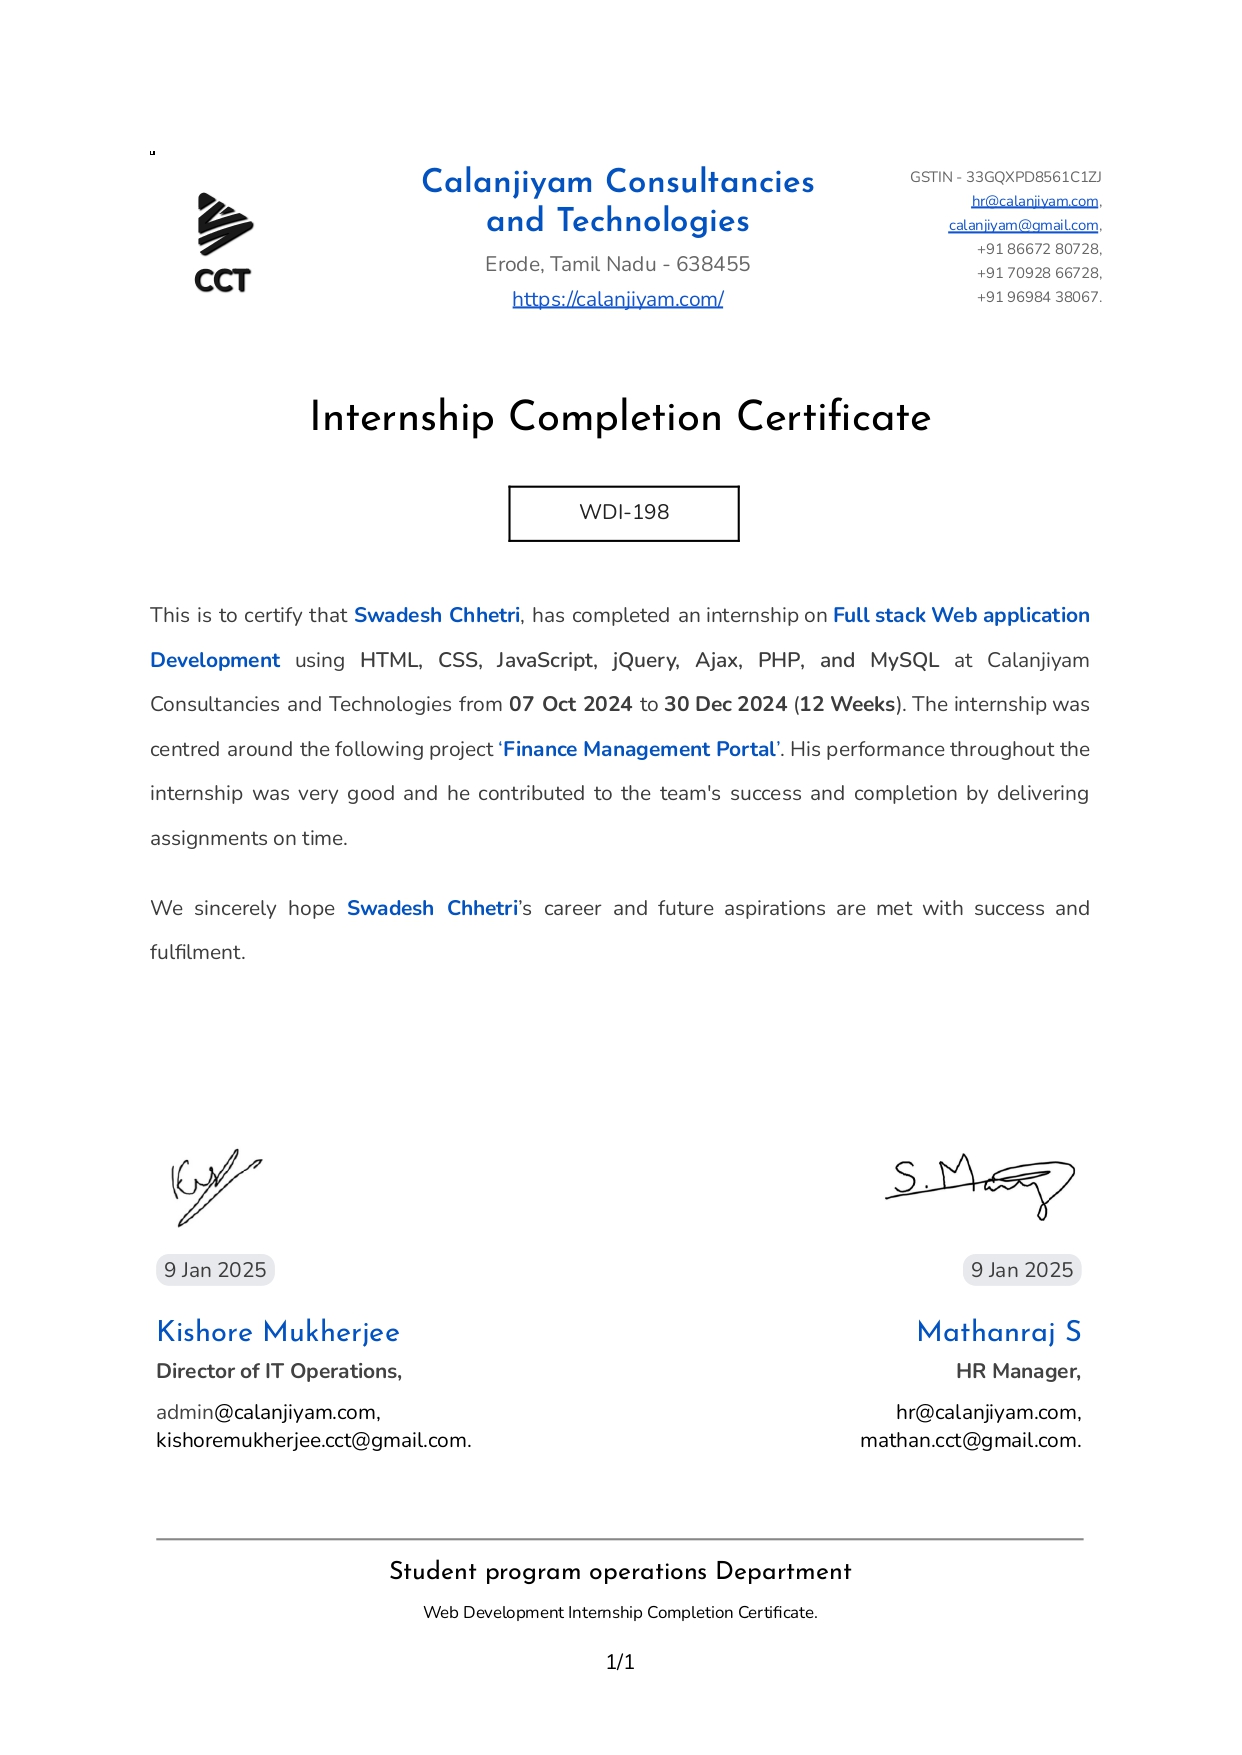 CCT
Calanjiyam Consultancies
and Technologies
Erode, Tamil Nadu - 638455
https://calanjiyam.com/
GSTIN - 33GQXPD8561C1ZJ
hr@calanjiyam.com,
calanjiyam@gmail.com,
+91 86672 80728,
+91 70928 66728,
+91 96984 38067.
Internship Completion Certificate
WDI-198
This is to certify that Swadesh Chhetri, has completed an internship on Full stack Web application
Development using HTML, CSS, JavaScript, jQuery, Ajax, PHP, and MySQL at Calanjiyam
Consultancies and Technologies from 07 Oct 2024 to 30 Dec 2024 (12 Weeks). The internship was
centred around the following project ‘Finance Management Portal’. His performance throughout the
internship was very good and he contributed to the team's success and completion by delivering
assignments on time.
We sincerely hope Swadesh Chhetri’s career and future aspirations are met with success and
fulfilment.
9 Jan 2025
Kishore Mukherjee
Director of IT Operations,
admin@calanjiyam.com,
kishoremukherjee.cct@gmail.com.
9 Jan 2025
Mathanraj S
HR Manager,
hr@calanjiyam.com,
mathan.cct@gmail.com.
Student program operations Department
Web Development Internship Completion Certificate.
1/1